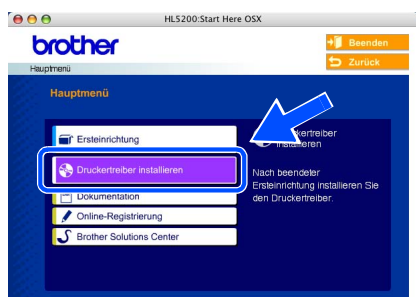 HL5200:Start Here OSX
brother
Beenden
Zurück
Hauptmenü
Hauptmenü
Ersteinrichtung
Druckertreiber installieren
Dokumentation
Online-Registrierung
Brother Solutions Center
installieren
Nach beendeter
Ersteinrichtung installieren Sie
den Druckertreiber.